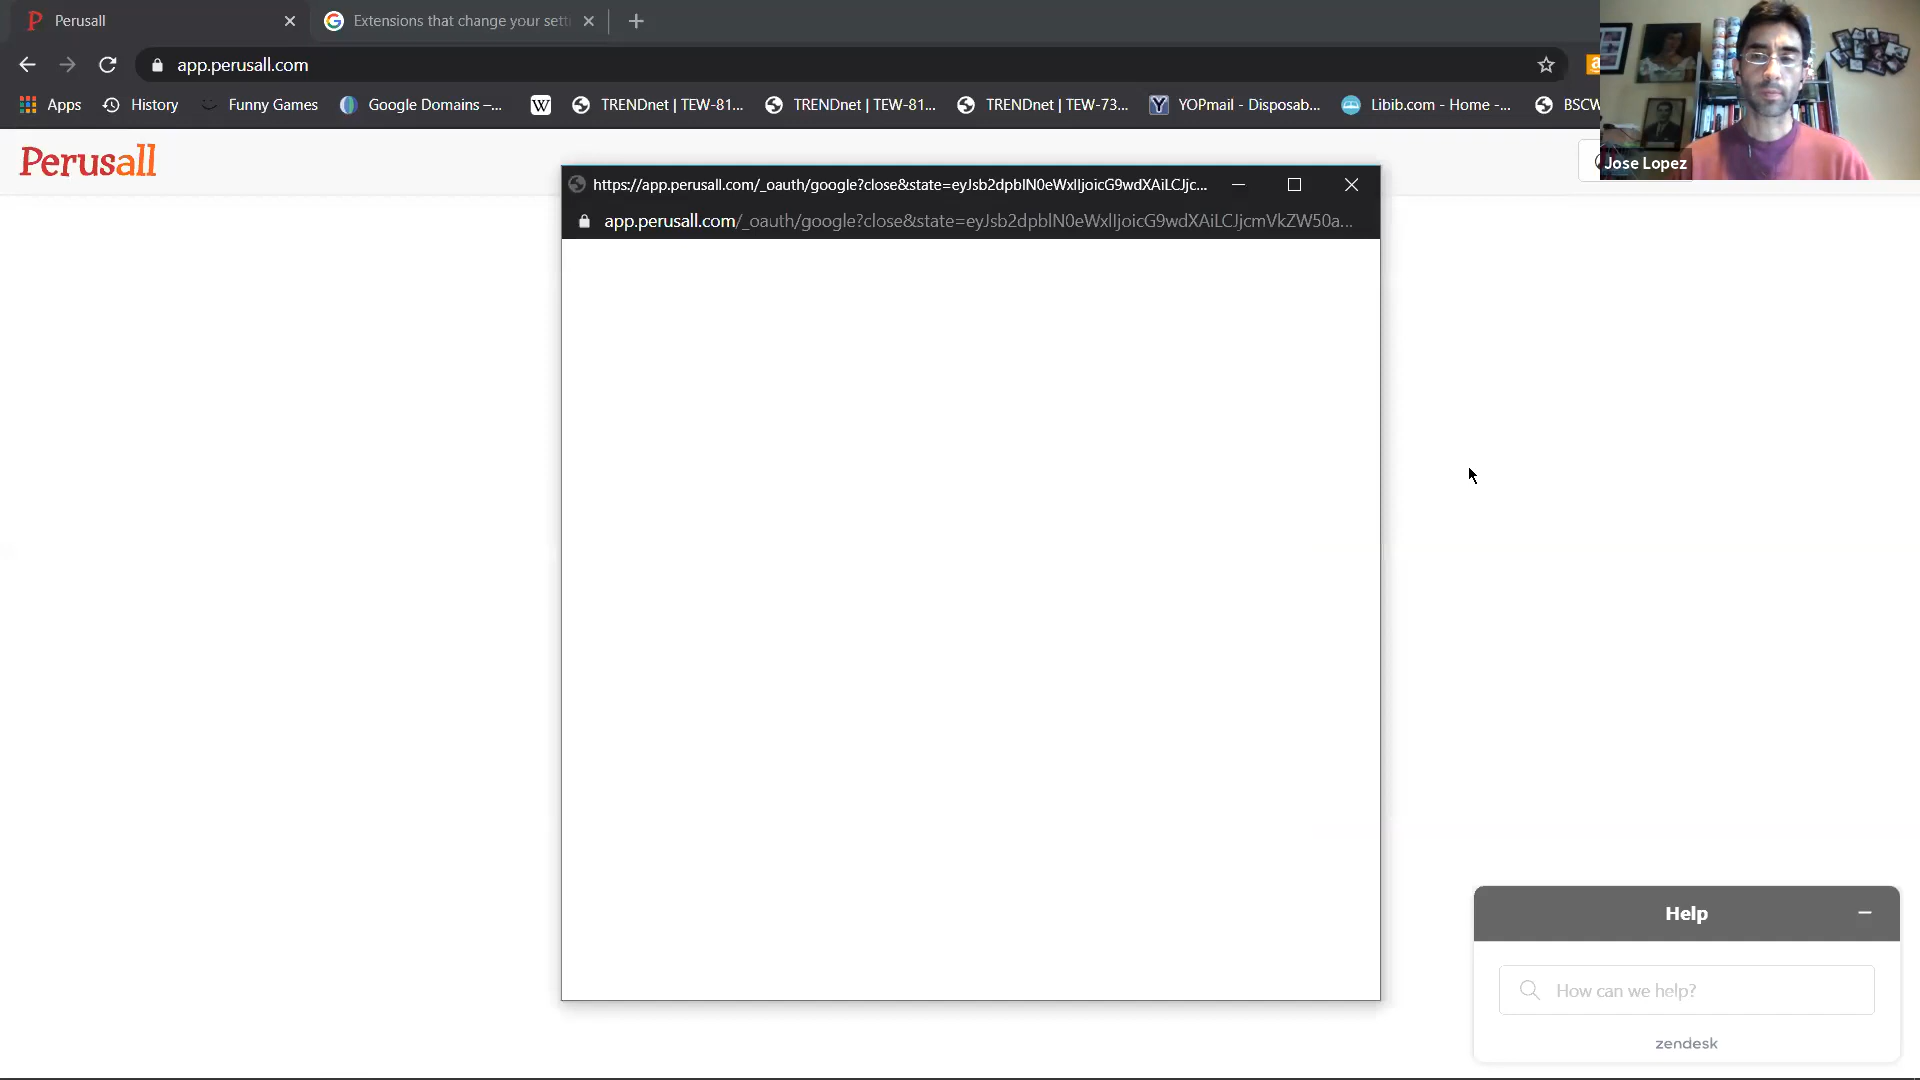 Perusall
Extensions that change your sett
app.perusall.com
Apps
History
Funny Games
Google Domains –...
W
TRENDnet | TEW-81...
TRENDnet | TEW-81...
TRENDnet | TEW-73...
Y
YOPmail - Disposab...
Libib.com - Home -...
BSCW
Jose Lopez
Perusall
https://app.perusall.com/_oauth/google?close&state=eyJsb2dpblN0eWxlIjoicG9wdXAiLCJjc...
app.perusall.com/_oauth/google?close&state=eyJsb2dpblN0eWxlIjoicG9wdXAiLCJjcmVkZW50a...
Help
How can we help?
zendesk